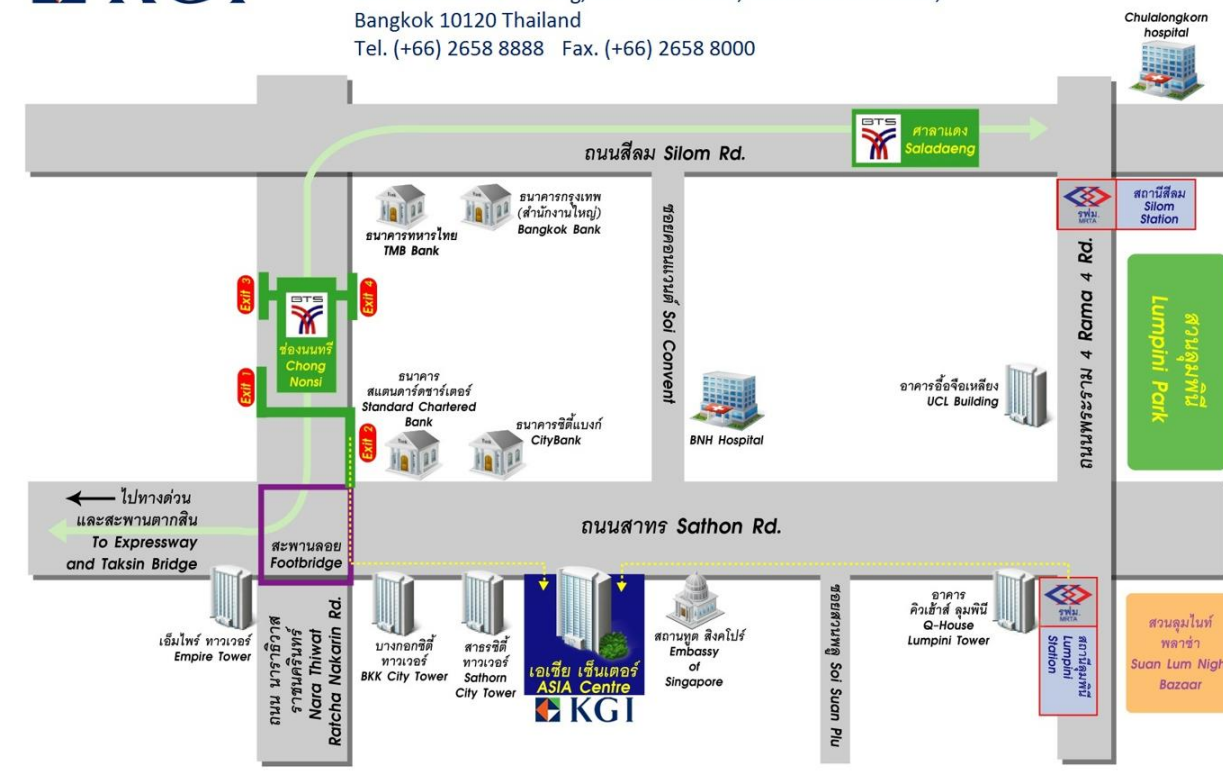 KGI
Bangkok 10120 Thailand
Tel. (+66) 2658 8888 Fax. (+66) 2658 8000
Chulalongkorn
hospital
BTS
ศาลาแดง
Saladaeng
ถนนสีลม Silom Rd.
ธนาคารทหารไทย
TMB Bank
ธนาคารกรุงเทพ
(สำนักงานใหญ่)
Bangkok Bank
ซอยคอนแวนต์ Soi Convent
รฟม.
MRTA
สถานีสีลม
Silom
Station
ถนนพระราม 4 Rama 4 Rd.
สวนลุมพินี
Lumpini Park
Exit 3
Exit 4
BTS
ช่องนนทรี
Chong
Nonsi
Exit 1
Exit 2
ธนาคาร
สแตนดาร์ดชาร์เตอร์
Standard Chartered
Bank
ธนาคารซิตี้แบงก์
CityBank
BNH Hospital
อาคารอื้อจือเหลียง
UCL Building
ไปทางด่วน
และสะพานตากสิน
To Expressway
and Taksin Bridge
สะพานลอย
Footbridge
ถนนสาทร Sathon Rd.
เอ็มไพร์ ทาวเวอร์
Empire Tower
ถนน นาราธิวาส
ราชนครินทร์
Nara Thiwat
Ratcha Nakarin Rd.
บางกอกซิตี้
ทาวเวอร์
BKK City Tower
สาธรซิตี้
ทาวเวอร์
Sathorn
City Tower
เอเซีย เซ็นเตอร์
ASIA Centre
KGI
สถานทูต สิงคโปร์
Embassy
of
Singapore
ซอยสวนพลู Soi Suan Plu
อาคาร
คิวเฮ้าส์ ลุมพินี
Q-House
Lumpini Tower
รฟม.
MRTA
สถานีลุมพินี
Lumpini
Station
สวนลุมไนท์
พลาซ่า
Suan Lum Nigh
Bazaar